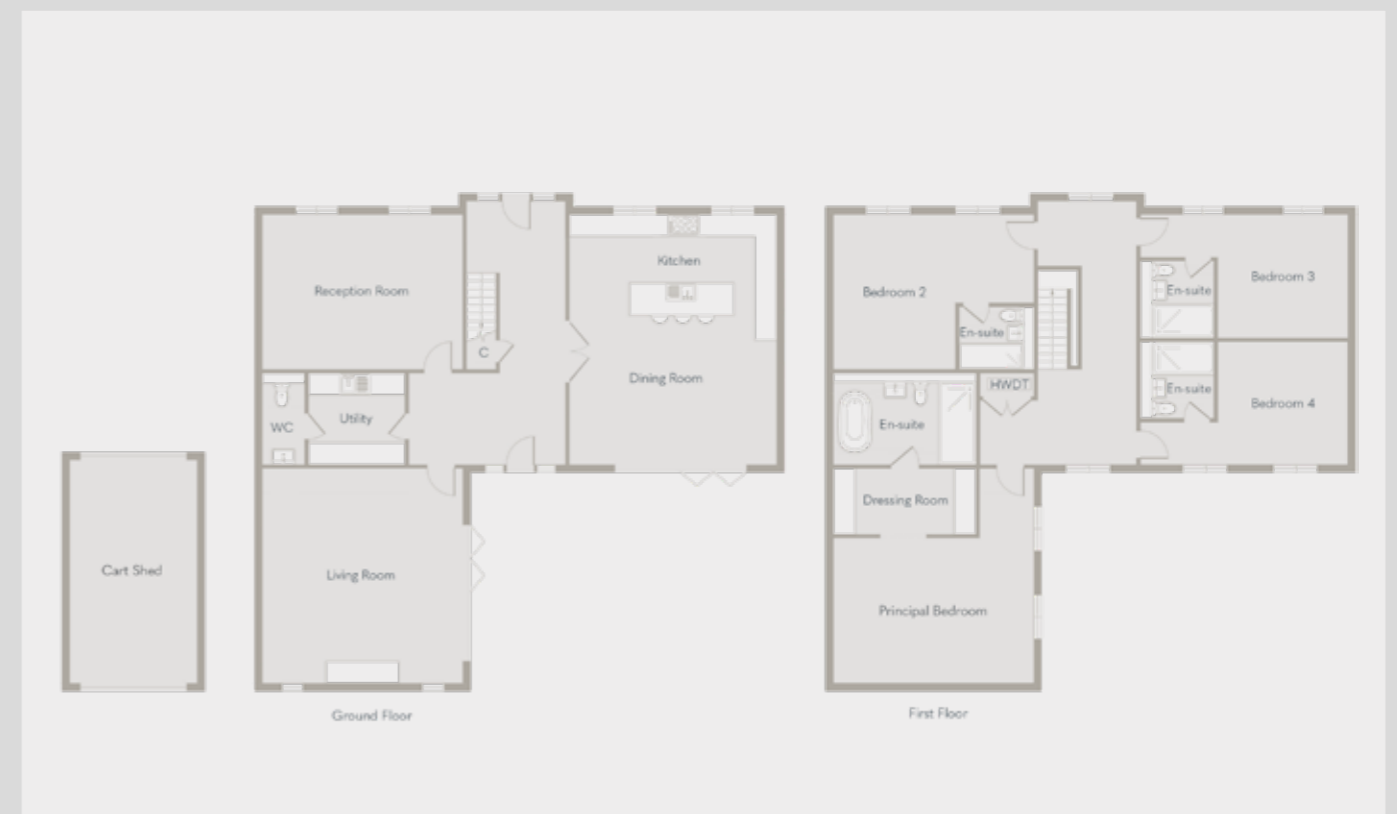 Reception Room
Kitchen
C
Dining Room
WC
Utility
Living Room
Cart Shed
Ground Floor
Bedroom 2
En-suite
En-suite
Bedroom 3
En-suite
Bedroom 4
HWDT
En-suite
Dressing Room
Principal Bedroom
First Floor